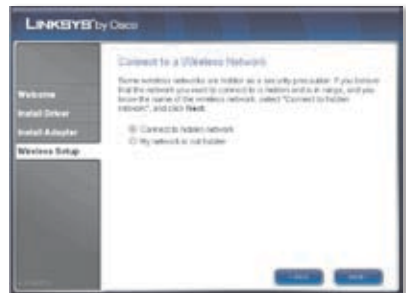 LINKSYS by Cisco
Connect to a Wireless Network
Some wireless networks are hidden as a security precaution. If you believe
that the network you want to connect to is hidden and is in range, and you
know the name of the wireless network, select "Connect to hidden
network", and click Next.
Welcome
Install Driver
Install Adapter
Wireless Setup
Connect to hidden network
My network is not hidden